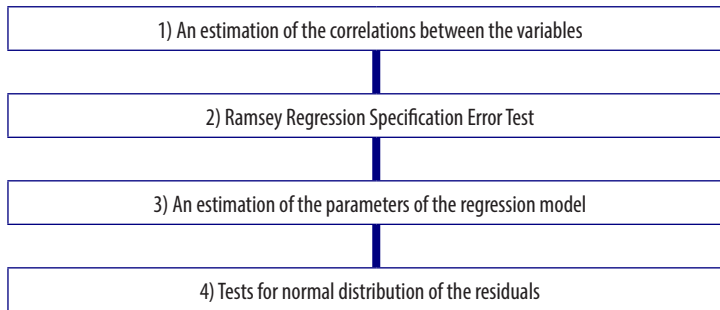 1) An estimation of the correlations between the variables
2) Ramsey Regression Specification Error Test
3) An estimation of the parameters of the regression model
4) Tests for normal distribution of the residuals